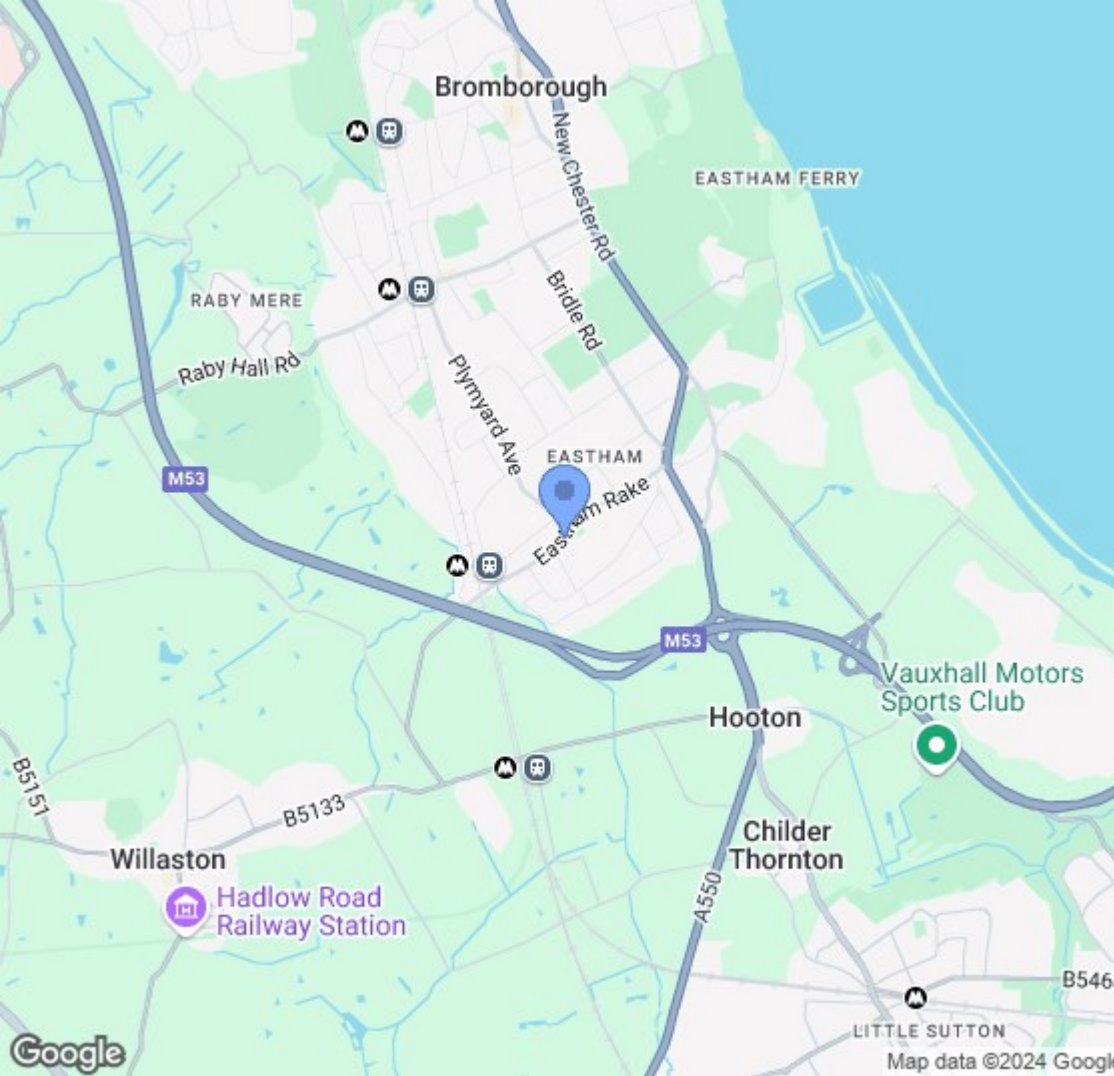 Bromborough
New Chester Rd
EASTHAM FERRY
RABY MERE
Bridle Rd
Raby Hall Rd
Plymyard Ave
EASTHAM
M53
Eastham Rake
M53
Vauxhall Motors
Sports Club
Hooton
B5151
B5133
Childer
Thornton
Willaston
Hadlow Road
Railway Station
A550
B546
LITTLE SUTTON
Google
Map data ©2024 Google